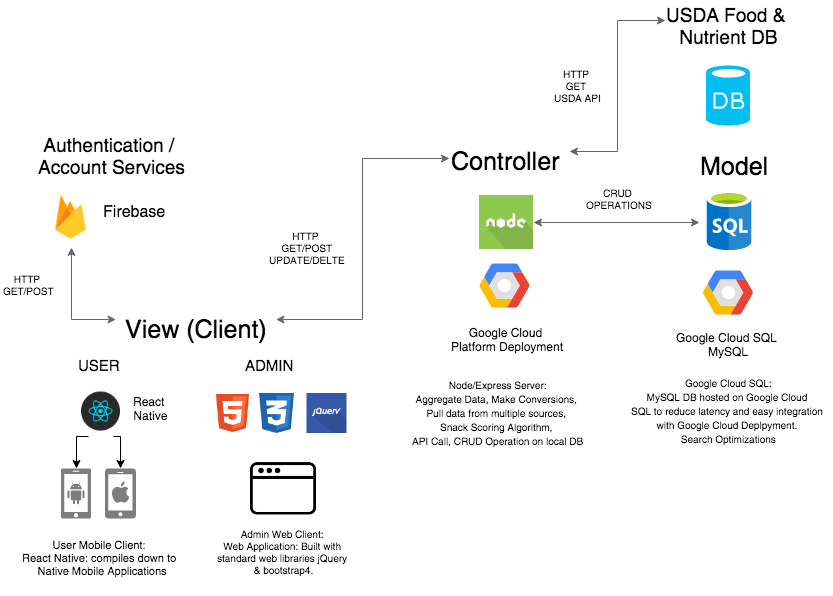 USDA Food &
Nutrient DB
DB
HTTP
GET
USDA API
Authentication /
Account Services
Firebase
Controller
Model
node
CRUD
OPERATIONS
SQL
HTTP
GET/POST
UPDATE/DELTE
HTTP
GET/POST
View (Client)
Google Cloud
Platform Deployment
Google Cloud SQL
MySQL
USER
ADMIN
React
Native
5
3
jQuery
Node/Express Server:
Aggregate Data, Make Conversions,
Pull data from multiple sources,
Snack Scoring Algorithm,
API Call, CRUD Operation on local DB
Google Cloud SQL:
MySQL DB hosted on Google Cloud
SQL to reduce latency and easy integration
with Google Cloud Deplpyment.
Search Optimizations
User Mobile Client:
React Native: compiles down to
Native Mobile Applications
Admin Web Client:
Web Application: Built with
standard web libraries jQuery
& bootstrap4.